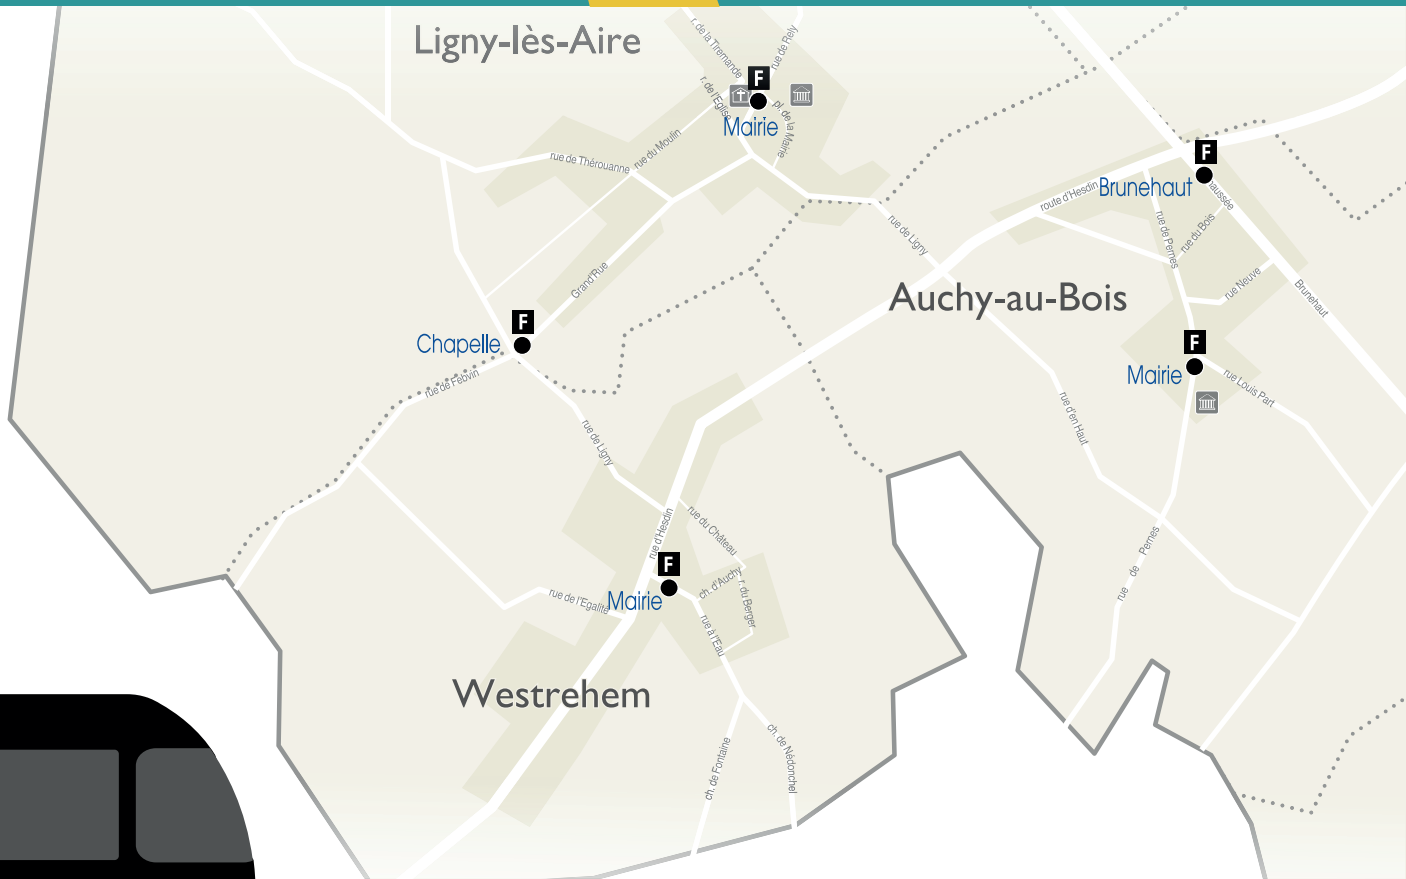 Ligny-lès-Aire
r. de la Tiremande
rue de Rely
F
r. de l'Eglise
pl. de la Mairie
Mairie
rue de Thérouanne
rue du Moulin
F
Brunehaut
route d'Hesdin
haussée
rue de Ligny
rue de Pernes
rue du Bois
Grand'Rue
rue Neuve
Brunehaut
Auchy-au-Bois
F
Chapelle
F
Mairie
rue de Febvin
rue Louis Part
rue de Ligny
rue d'en Haut
rue d'Hesdin
rue du Château
rue de Pernes
F
ch. d'Auchy
r. du Berger
rue de l'Egalité
Mairie
rue à l'Eau
Westrehem
ch. de Fontaine
ch. de Nédonchel